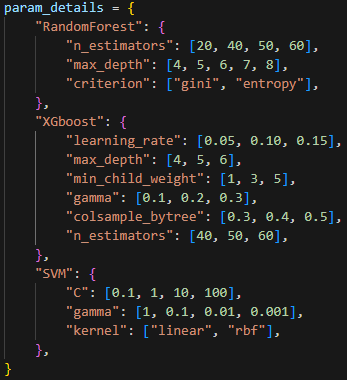 param_details = {
    "RandomForest": {
        "n_estimators": [20, 40, 50, 60],
        "max_depth": [4, 5, 6, 7, 8],
        "criterion": ["gini", "entropy"],
    },
    "XGboost": {
        "learning_rate": [0.05, 0.10, 0.15],
        "max_depth": [4, 5, 6],
        "min_child_weight": [1, 3, 5],
        "gamma": [0.1, 0.2, 0.3],
        "colsample_bytree": [0.3, 0.4, 0.5],
        "n_estimators": [40, 50, 60],
    },
    "SVM": {
        "C": [0.1, 1, 10, 100],
        "gamma": [1, 0.1, 0.01, 0.001],
        "kernel": ["linear", "rbf"],
    },
}